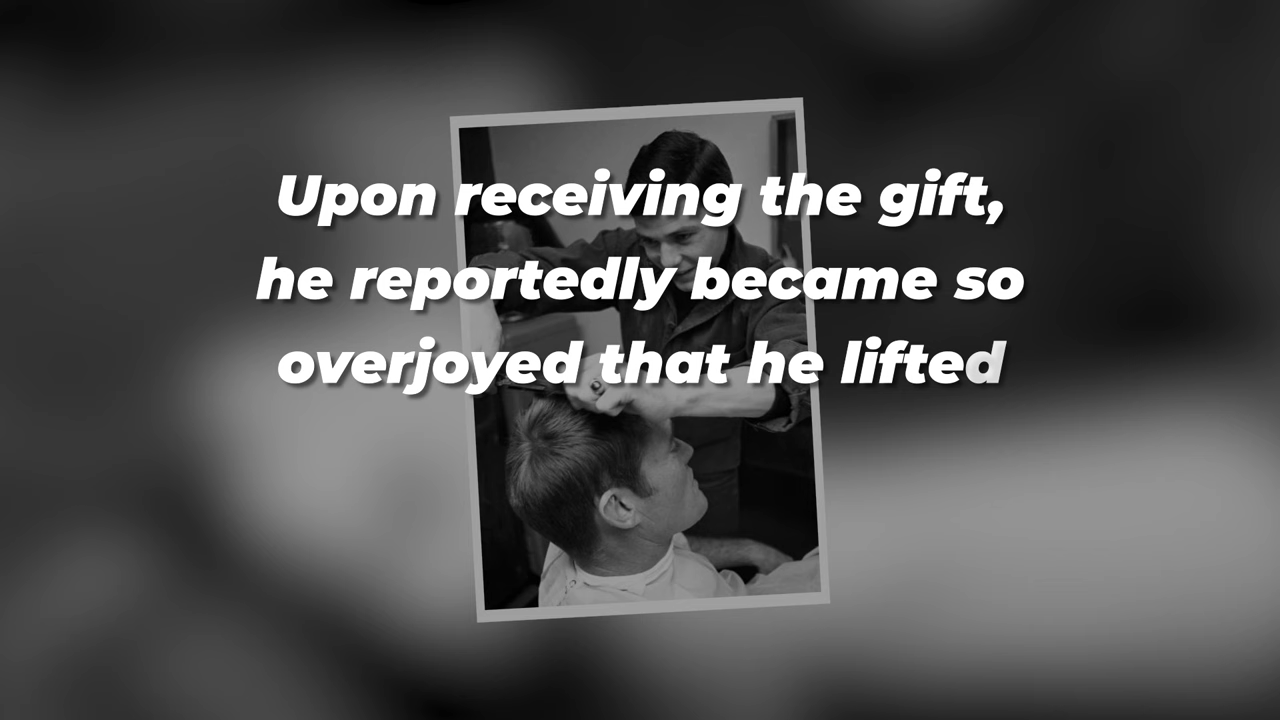 Upon receiving the gift,
he reportedly became so
overjoyed that he lifted